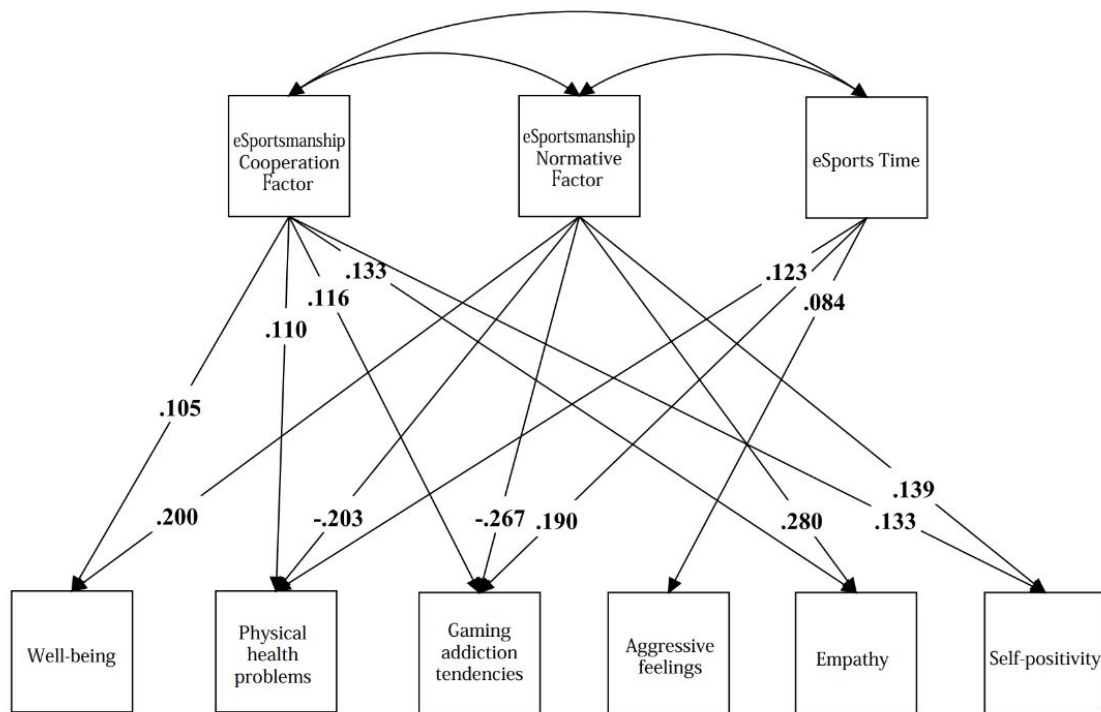 eSportsmanship
Cooperation
Factor
eSportsmanship
Normative
Factor
eSports Time
.133
.123
.116
.084
.110
.105
.139
.200
-.203
-.267
.190
.280
.133
Well-being
Physical
health
problems
Gaming
addiction
tendencies
Aggressive
feelings
Empathy
Self-positivity